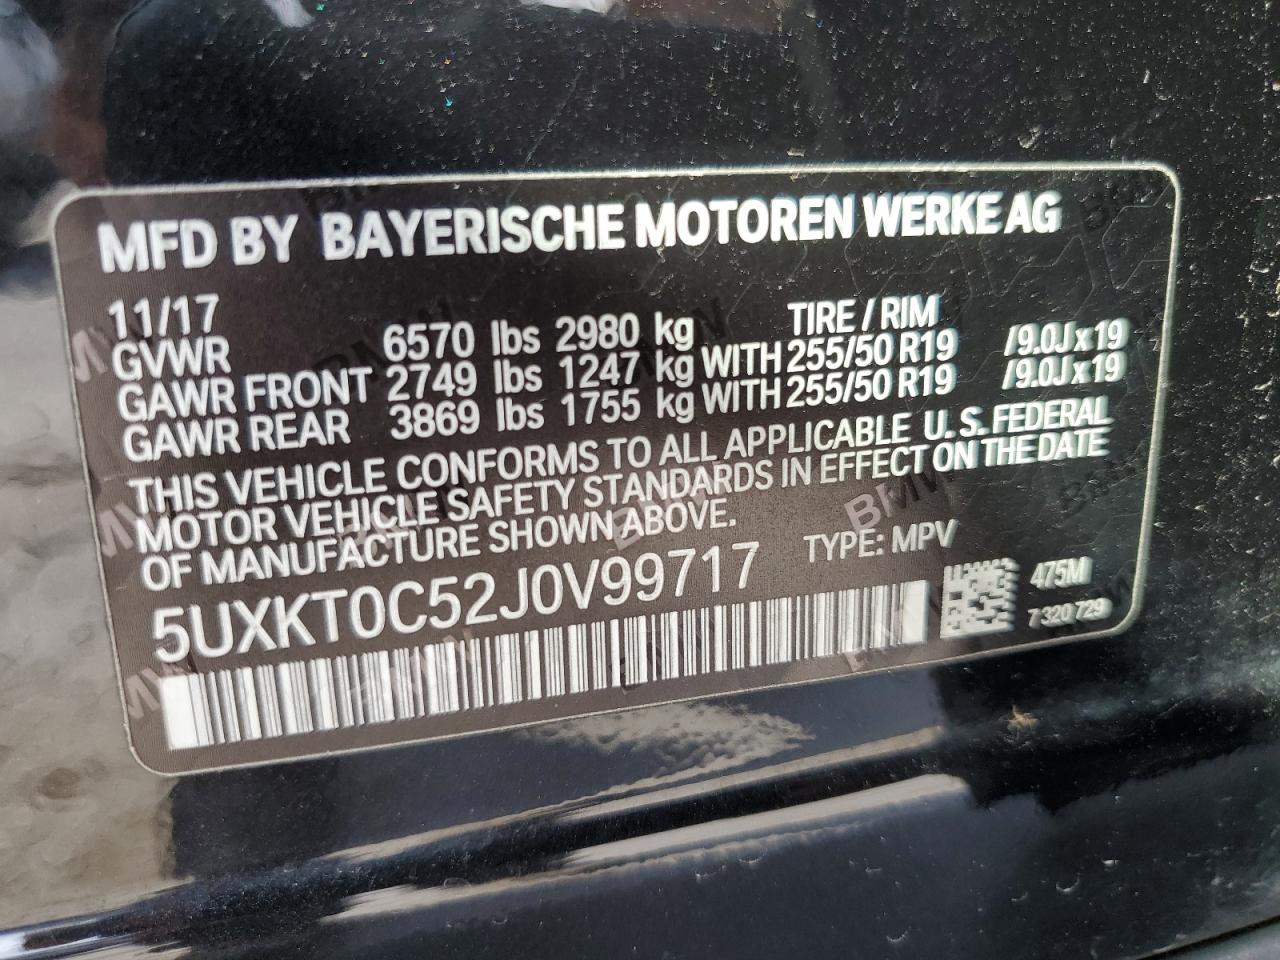 MFD BY BAYERISCHE MOTOREN WERKE AG
11/17 TIRE / RIM
GVWR 6570 lbs 2980 kg
GAWR FRONT 2749 lbs 1247 kg WITH 255/50 R19 /9.0J x 19
GAWR REAR 3869 lbs 1755 kg WITH 255/50 R19 /9.0J x 19
THIS VEHICLE CONFORMS TO ALL APPLICABLE U.S. FEDERAL
MOTOR VEHICLE SAFETY STANDARDS IN EFFECT ON THE DATE
OF MANUFACTURE SHOWN ABOVE.
5UXKT0C52J0V99717 TYPE: MPV
475M
7 320 729